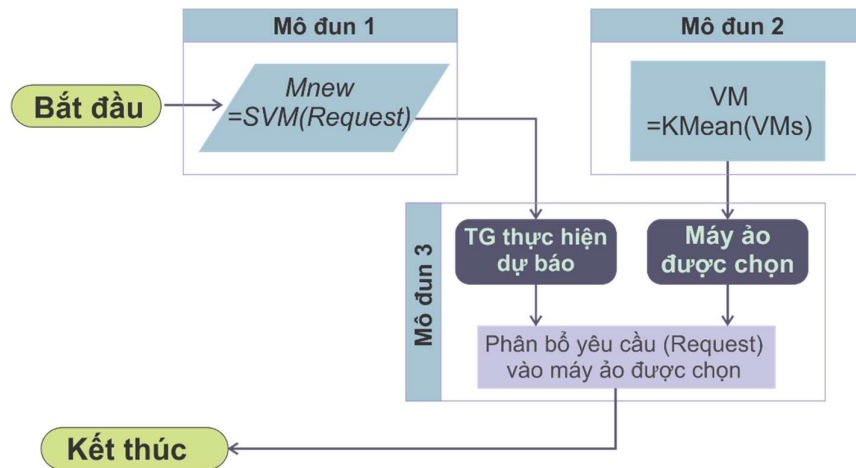 Mô đun 1
Mô đun 2
Bắt đầu
Mnew
=SVM(Request)
VM
=KMean(VMs)
Mô đun 3
TG thực hiện
dự báo
Máy ảo
được chọn
Phân bổ yêu cầu (Request)
vào máy ảo được chọn
Kết thúc